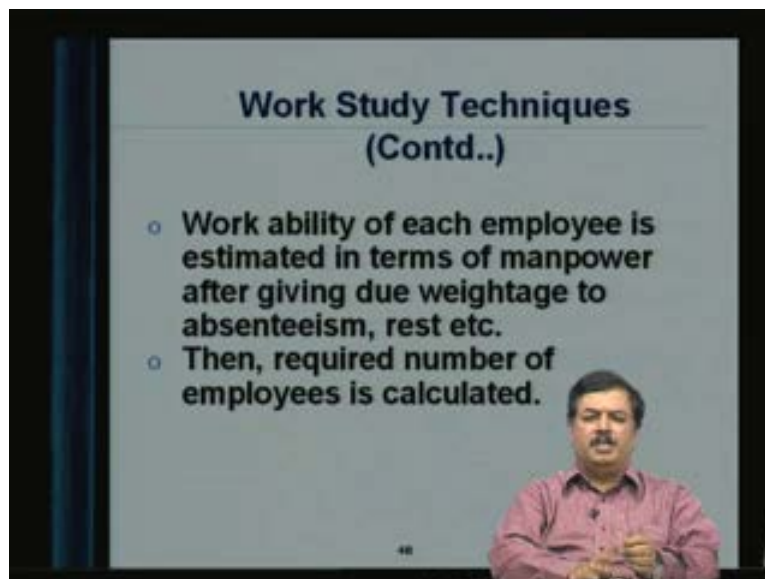 Work Study Techniques
(Contd..)
o Work ability of each employee is
estimated in terms of manpower
after giving due weightage to
absenteeism, rest etc.
o Then, required number of
employees is calculated.
48